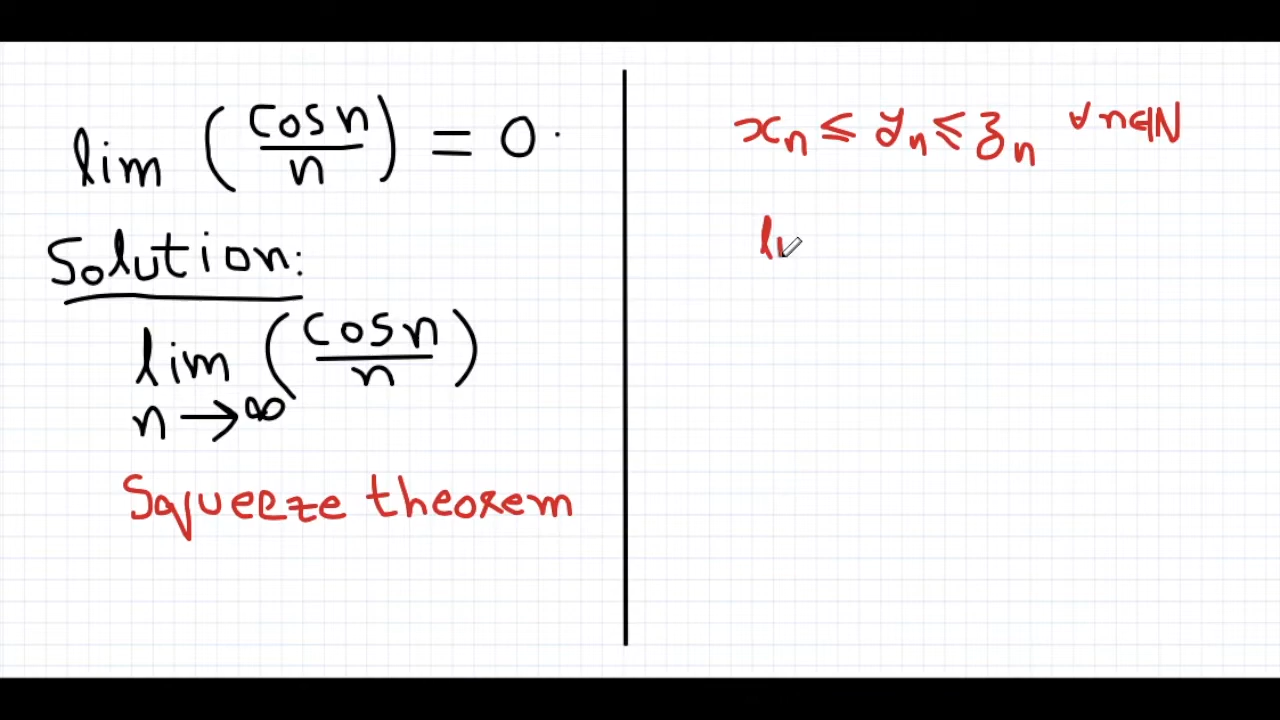 lim (cos n / n) = 0.
Solution:
lim (cos n / n)
n → ∞
Squeeze theorem
xₙ ≤ yₙ ≤ zₙ ∀ n ∈ ℕ